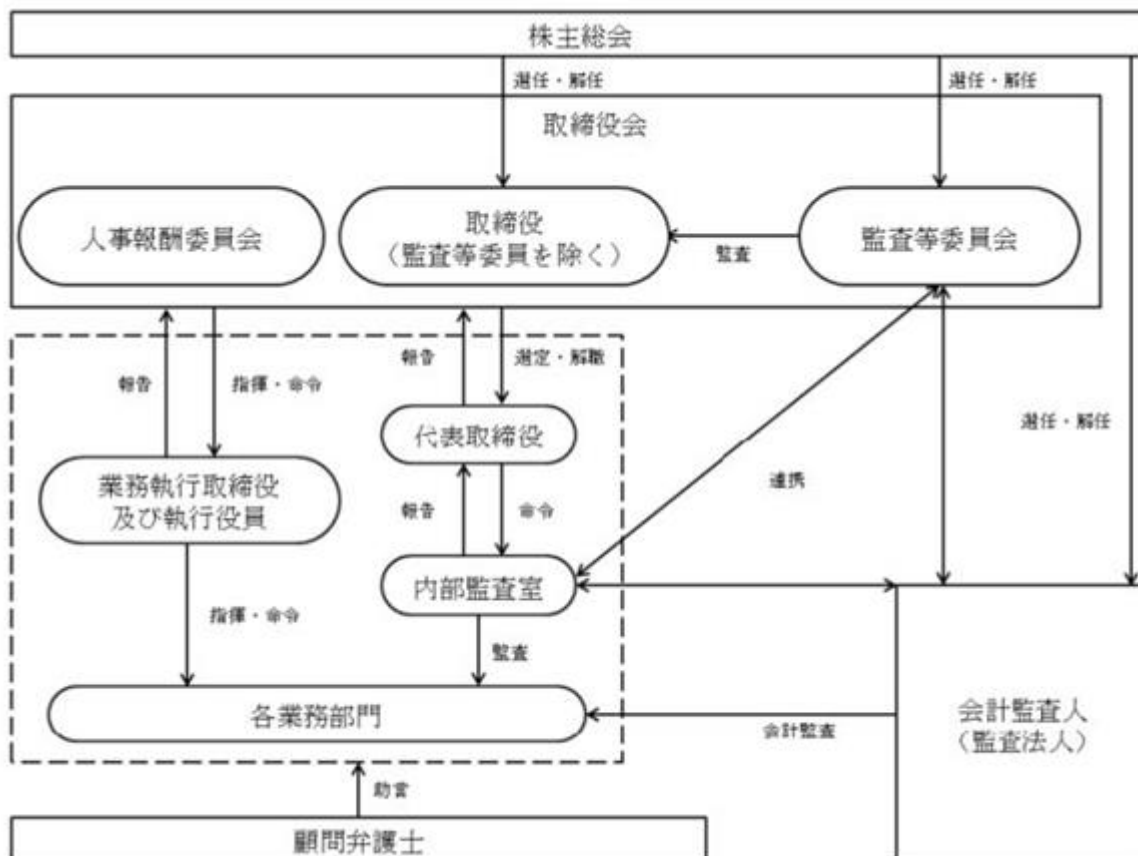 株主総会
選任・解任
選任・解任
取締役会
人事報酬委員会
取締役
(監査等委員を除く)
監査
監査等委員会
報告
指揮・命令
報告
選定・解職
代表取締役
選任・解任
業務執行取締役
及び執行役員
報告
命令
連携
内部監査室
指揮・命令
監査
各業務部門
会計監査
会計監査人
(監査法人)
助言
顧問弁護士